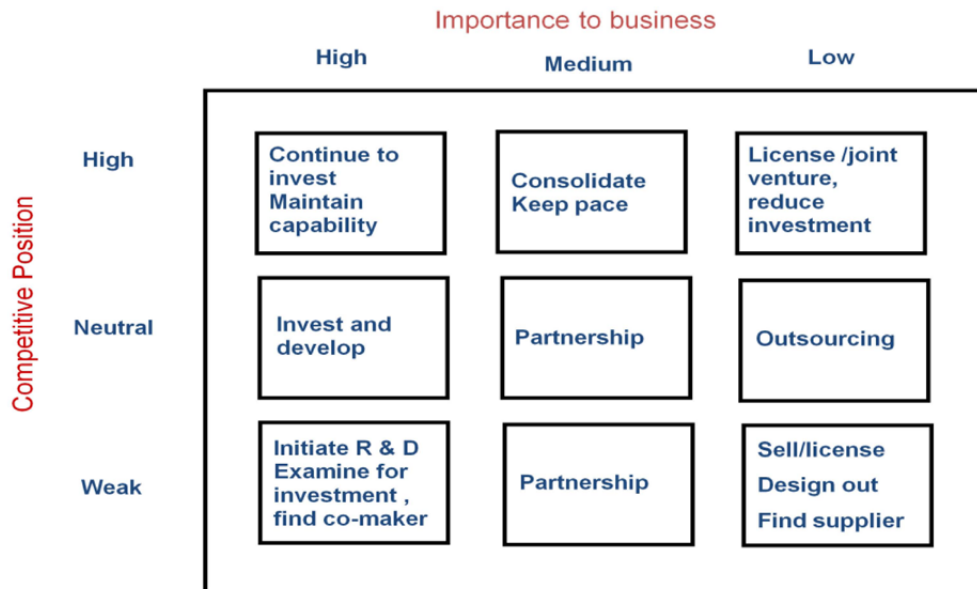 Importance to business
High
Medium
Low
Competitive Position
High
Continue to
invest
Maintain
capability
Consolidate
Keep pace
License /joint
venture,
reduce
investment
Neutral
Invest and
develop
Partnership
Outsourcing
Weak
Initiate R & D
Examine for
investment ,
find co-maker
Partnership
Sell/license
Design out
Find supplier